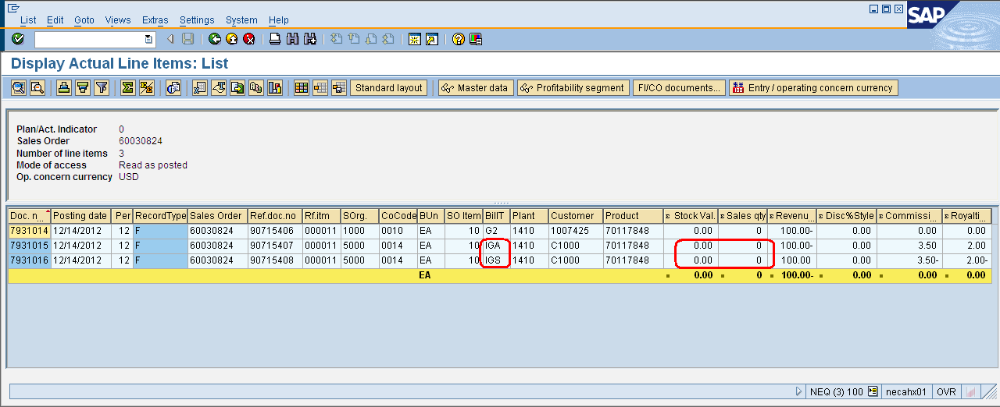 List Edit Goto Views Extras Settings System Help
SAP
Display Actual Line Items: List
Standard layout Master data Profitability segment FI/CO documents... Entry / operating concern currency
Plan/Act. Indicator 0
Sales Order 60030824
Number of line items 3
Mode of access Read as posted
Op. concern currency USD
Doc. n... Posting date Per RecordType Sales Order Ref.doc.no Rf.itm SOrg. CoCode BUn SO Item BillT Plant Customer Product Σ Stock Val. Σ Sales qty Σ Revenu... Σ Disc%Style Σ Commissi... Σ Royalti...
7931014 12/14/2012 12 F 60030824 90715406 000011 1000 0010 EA 10 G2 1410 1007425 70117848 0.00 0 100.00- 0.00 0.00 0.00
7931015 12/14/2012 12 F 60030824 90715407 000011 5000 0014 EA 10 IGA 1410 C1000 70117848 0.00 0 100.00- 0.00 3.50 2.00
7931016 12/14/2012 12 F 60030824 90715408 000011 5000 0014 EA 10 IGS 1410 C1000 70117848 0.00 0 100.00 0.00 3.50- 2.00-
EA 0.00 0 100.00- 0.00 0.00 0.00
NEQ (3) 100 necahx01 OVR